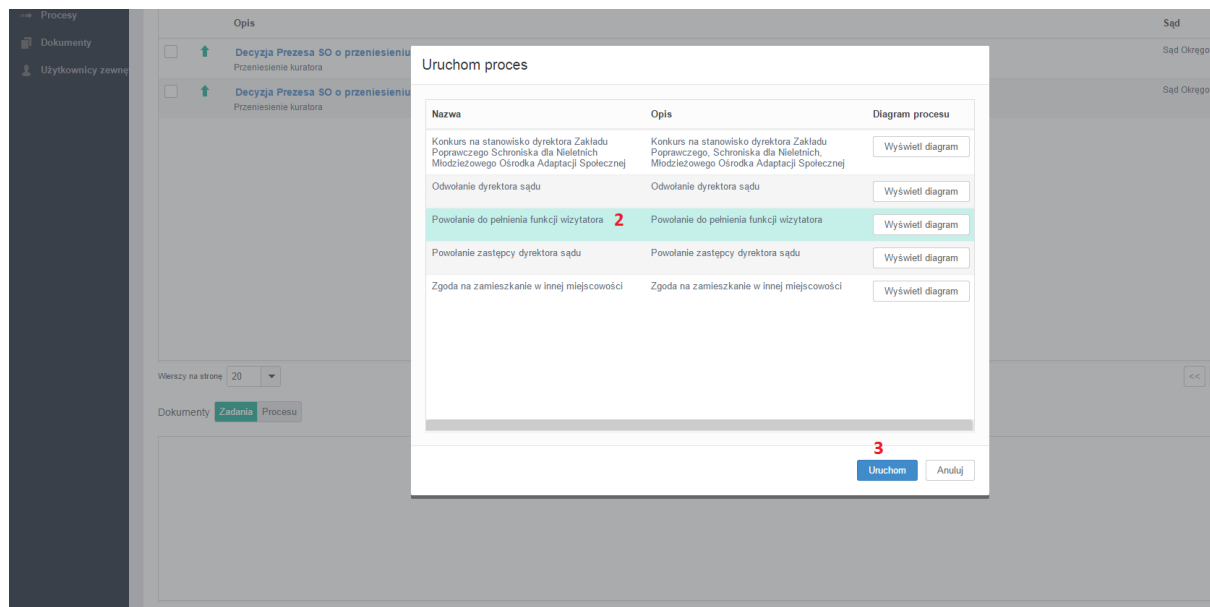 Procesy
Dokumenty
Użytkownicy zewnę
Opis
Sąd
Decyzja Prezesa SO o przeniesieniu
Przeniesienie kuratora
Sąd Okręgo
Decyzja Prezesa SO o przeniesieniu
Przeniesienie kuratora
Sąd Okręgo
Uruchom proces
Nazwa Opis Diagram procesu
Konkurs na stanowisko dyrektora Zakładu
Poprawczego Schroniska dla Nieletnich
Młodzieżowego Ośrodka Adaptacji Społecznej
Konkurs na stanowisko dyrektora Zakładu
Poprawczego, Schroniska dla Nieletnich,
Młodzieżowego Ośrodka Adaptacji Społecznej
Wyświetl diagram
Odwołanie dyrektora sądu Odwołanie dyrektora sądu Wyświetl diagram
Powołanie do pełnienia funkcji wizytatora 2 Powołanie do pełnienia funkcji wizytatora Wyświetl diagram
Powołanie zastępcy dyrektora sądu Powołanie zastępcy dyrektora sądu Wyświetl diagram
Zgoda na zamieszkanie w innej miejscowości Zgoda na zamieszkanie w innej miejscowości Wyświetl diagram
Wierszy na stronę 20 <<
Dokumenty Zadania Procesu
3
Uruchom Anuluj